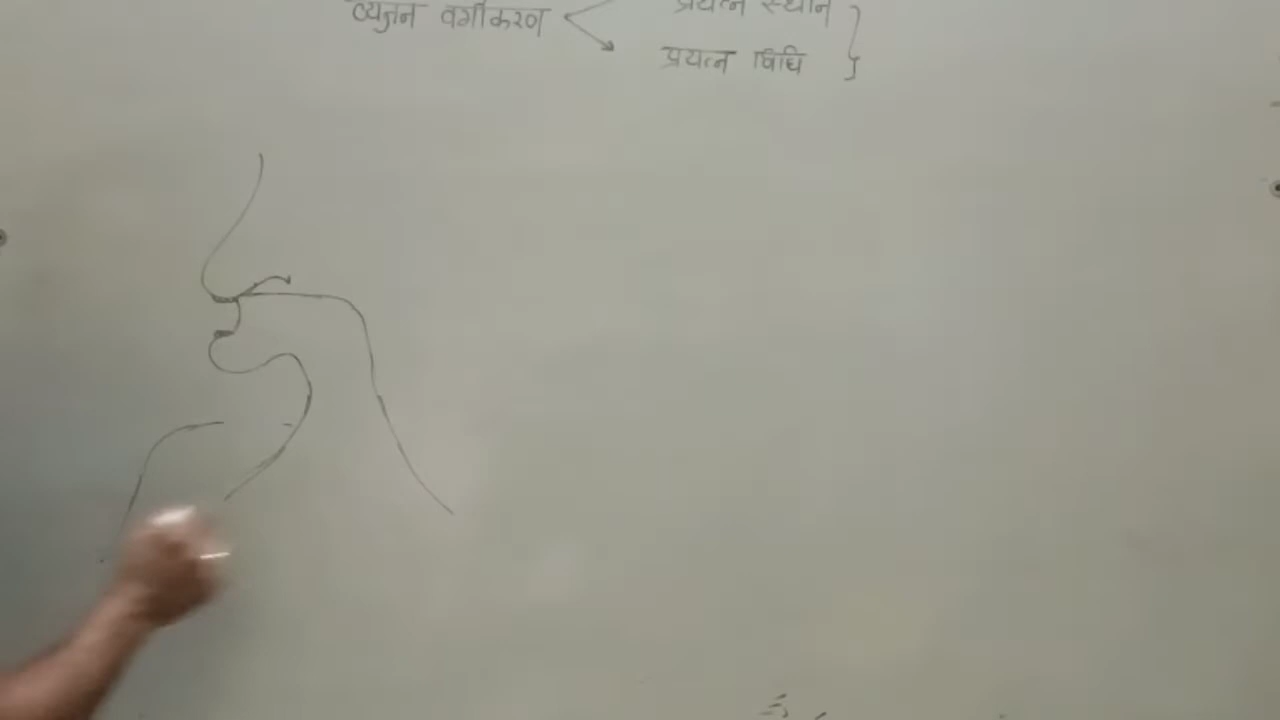 व्यंजन वर्गीकरण
प्रयत्न स्थान
प्रयत्न विधि